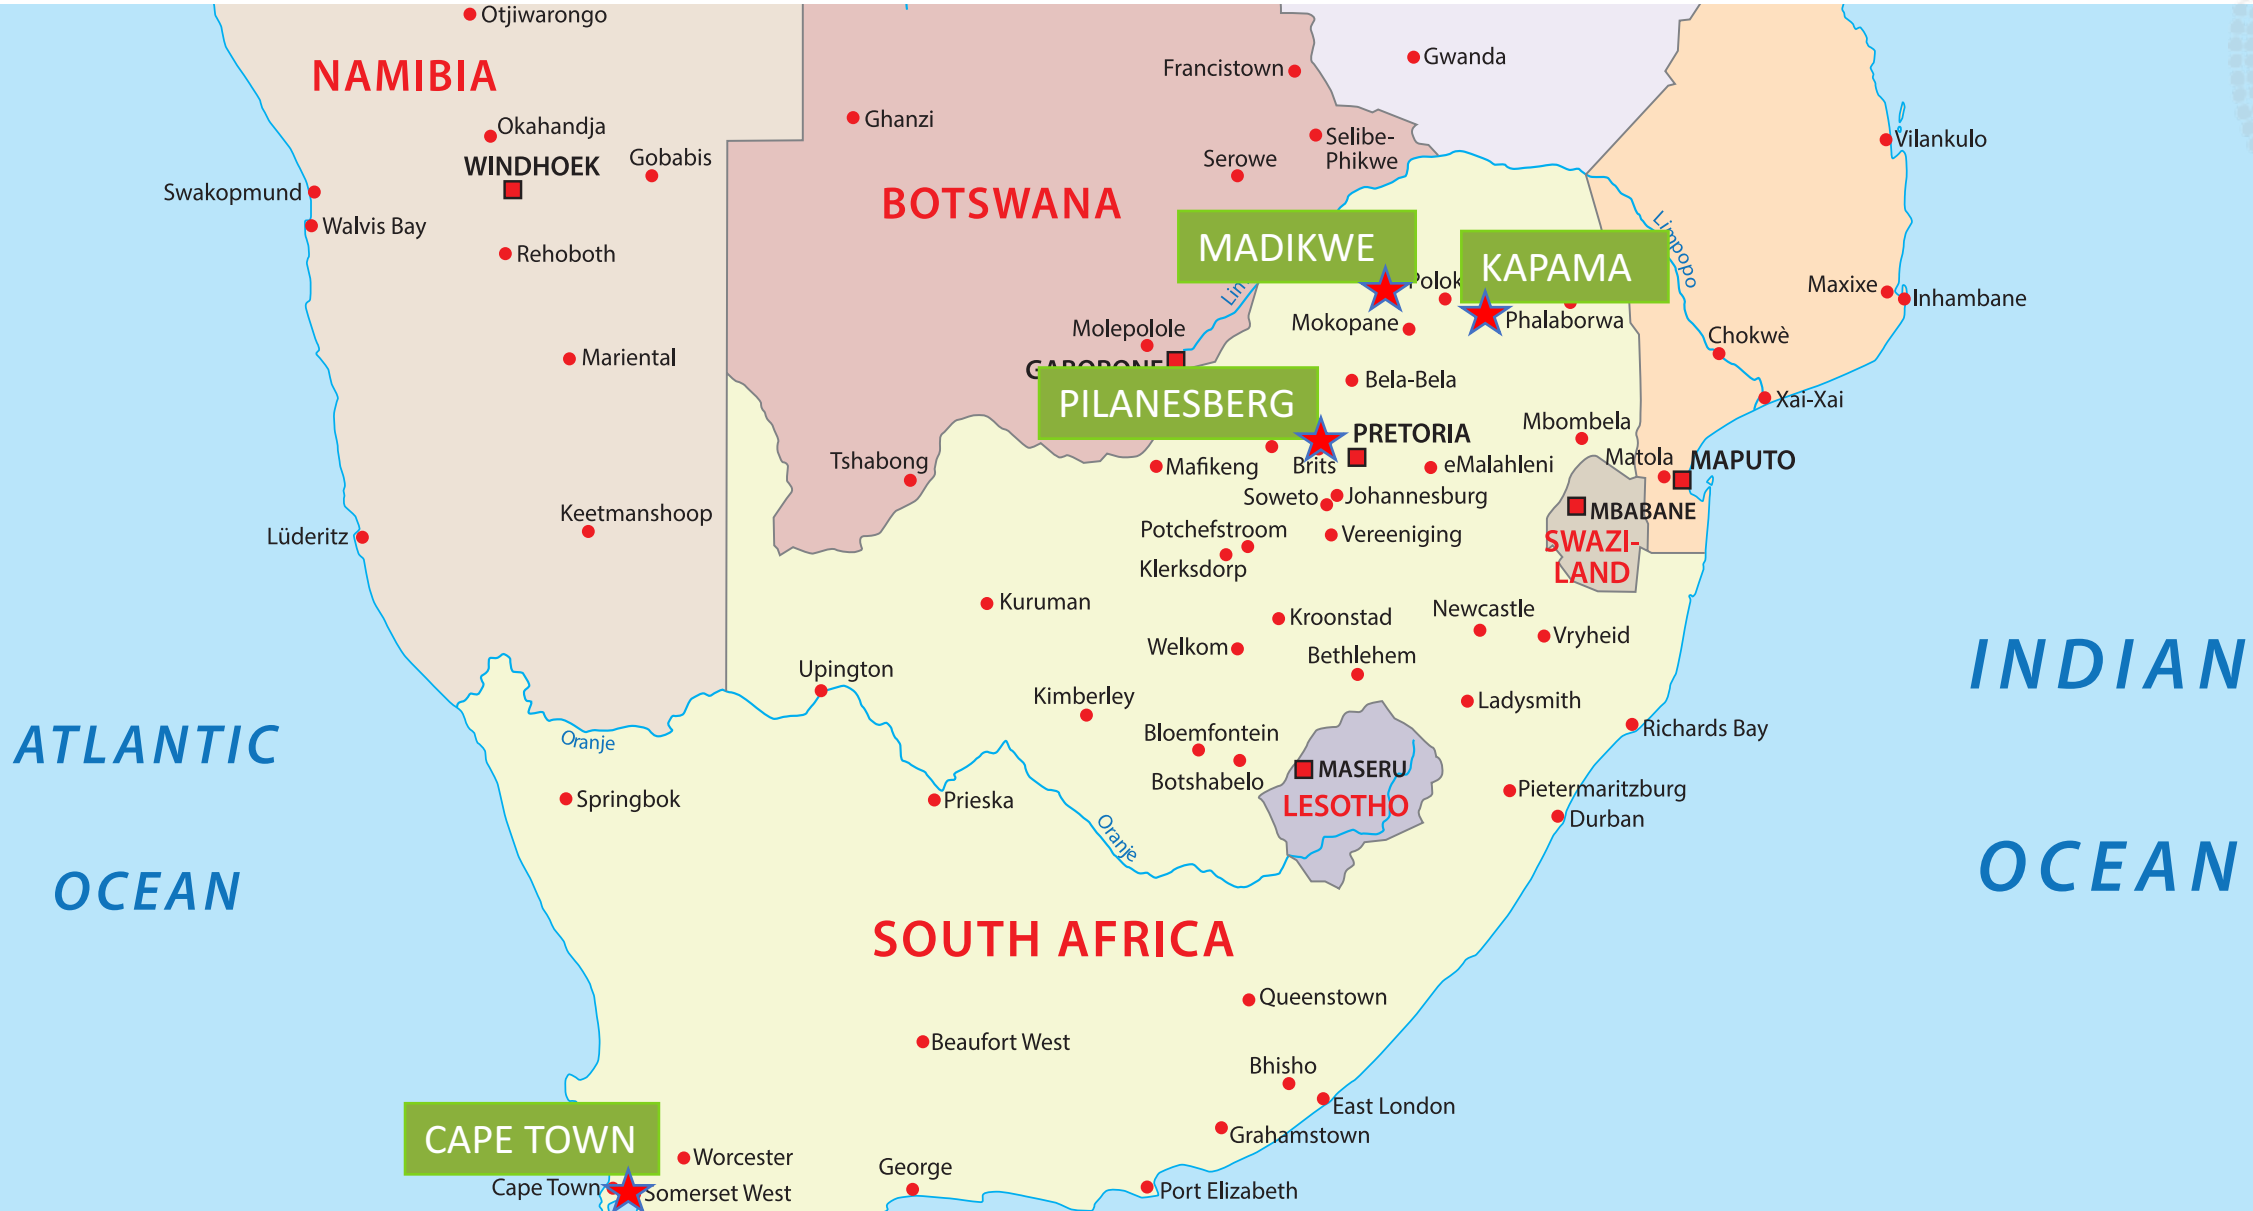 Otjiwarongo
NAMIBIA
Okahandja
WINDHOEK
Gobabis
Swakopmund
Walvis Bay
Rehoboth
Mariental
Keetmanshoop
Lüderitz
Francistown
Gwanda
Ghanzi
Selibe-
Phikwe
Serowe
BOTSWANA
Vilankulo
Limpopo
MADIKWE
KAPAMA
Maxixe
Inhambane
Mokopane
Phalaborwa
Molepolole
Chokwè
Bela-Bela
Xai-Xai
PILANESBERG
PRETORIA
Mbombela
Tshabong
Mafikeng
Brits
eMalahleni
Matola
MAPUTO
Soweto
Johannesburg
MBABANE
SWAZI-
LAND
Potchefstroom
Vereeniging
Klerksdorp
Kuruman
Kroonstad
Newcastle
Vryheid
Welkom
Bethlehem
Upington
Kimberley
Ladysmith
Richards Bay
Oranje
Bloemfontein
Botshabelo
MASERU
LESOTHO
Pietermaritzburg
Durban
Springbok
Prieska
Oranje
ATLANTIC
OCEAN
INDIAN
OCEAN
SOUTH AFRICA
Queenstown
Beaufort West
Bhisho
East London
Grahamstown
CAPE TOWN
Worcester
Cape Town
Somerset West
George
Port Elizabeth